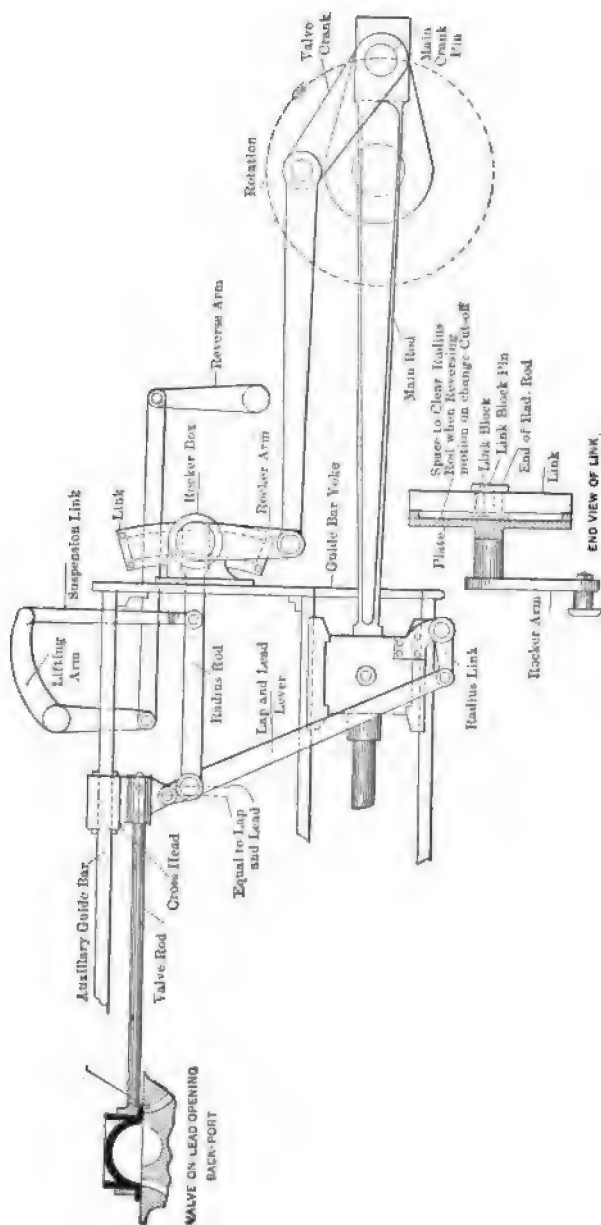 Valve
Crank
Main
Crank
Pin
Rotation
Reverse Arm
Main Rod
Space to Clear Radius
Rod when Reversing
motion on change Cut-off
Link Block
Link Block Pin
End of Rad. Rod
Link
Plate
Rocker Arm
END VIEW OF LINK
Link
Rocker Box
Rocker Arm
Guide Bar Yoke
Suspension Link
Lifting
Arm
Radius Rod
Lap and Lead
Lever
Radius Link
Equal to Lap
and Lead
Auxiliary Guide Bar
Cross Head
Valve Rod
VALVE ON LEAD OPENING
BACK-PORT